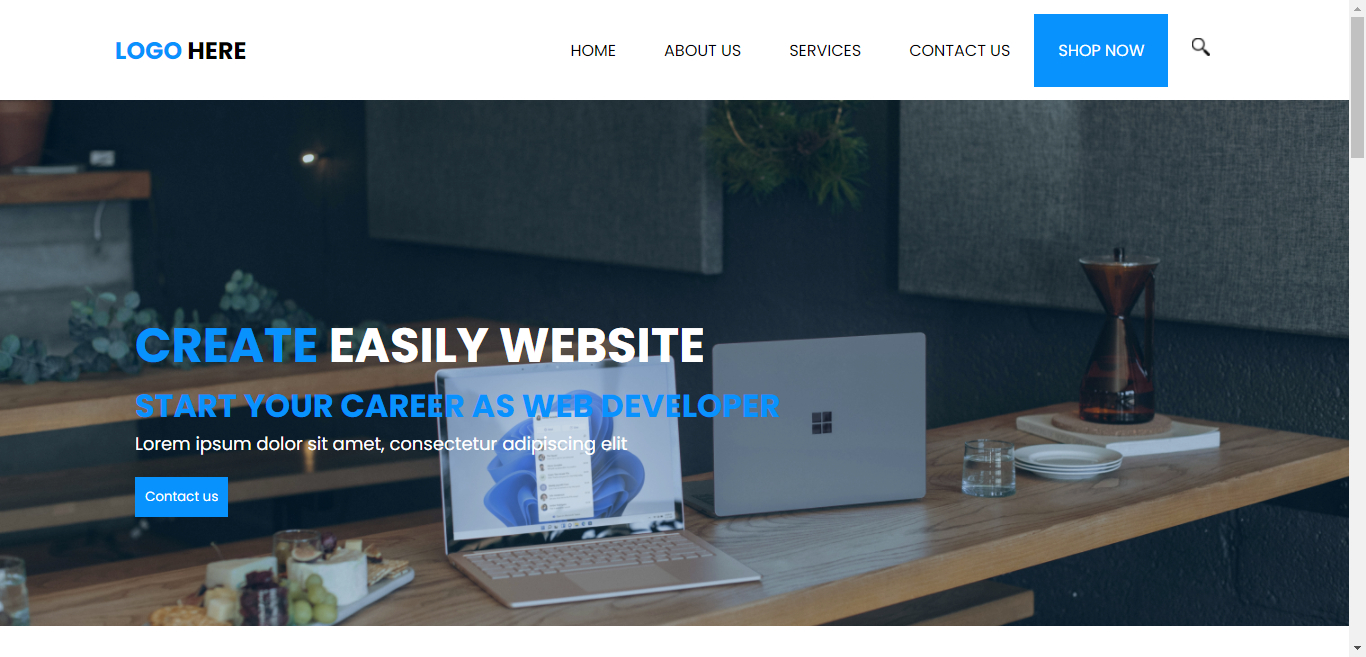 LOGO HERE
HOME ABOUT US SERVICES CONTACT US SHOP NOW
CREATE EASILY WEBSITE
START YOUR CAREER AS WEB DEVELOPER
Lorem ipsum dolor sit amet, consectetur adipiscing elit
Contact us